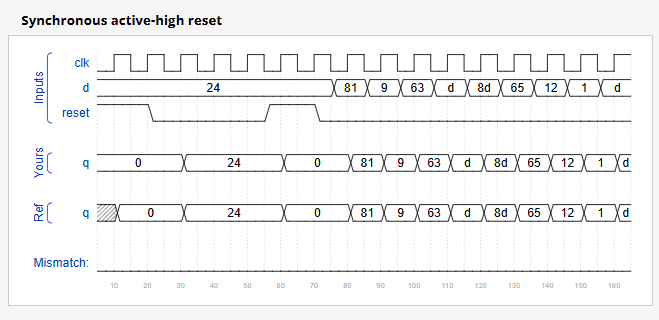 Synchronous active-high reset
Inputs
clk
d 24 81 9 63 d 8d 65 12 1 d
reset
Yours
q 0 24 0 81 9 63 d 8d 65 12 1 d
Ref
q 0 24 0 81 9 63 d 8d 65 12 1 d
Mismatch:
10 20 30 40 50 60 70 80 90 100 110 120 130 140 150 160